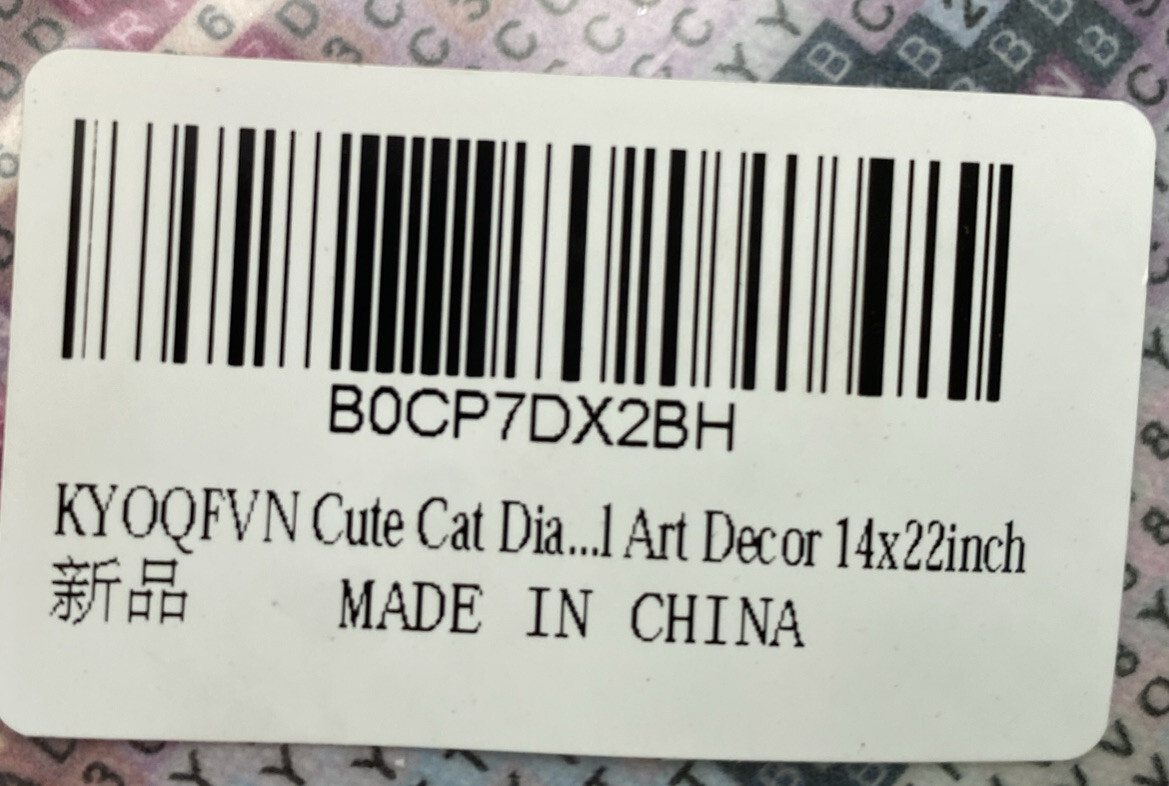 B0CP7DX2BH
KYOQFVN Cute Cat Dia...l Art Decor 14x22inch
新品 MADE IN CHINA